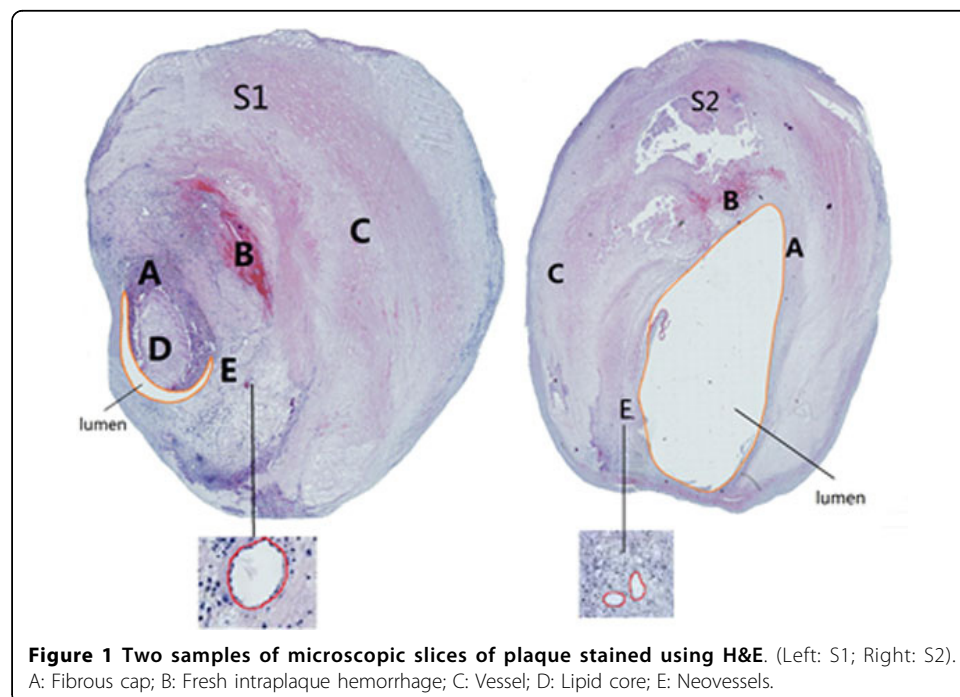 S1
S2
B
C
B
A
A
C
D
E
E
lumen
lumen
Figure 1 Two samples of microscopic slices of plaque stained using H&E. (Left: S1; Right: S2).
A: Fibrous cap; B: Fresh intraplaque hemorrhage; C: Vessel; D: Lipid core; E: Neovessels.